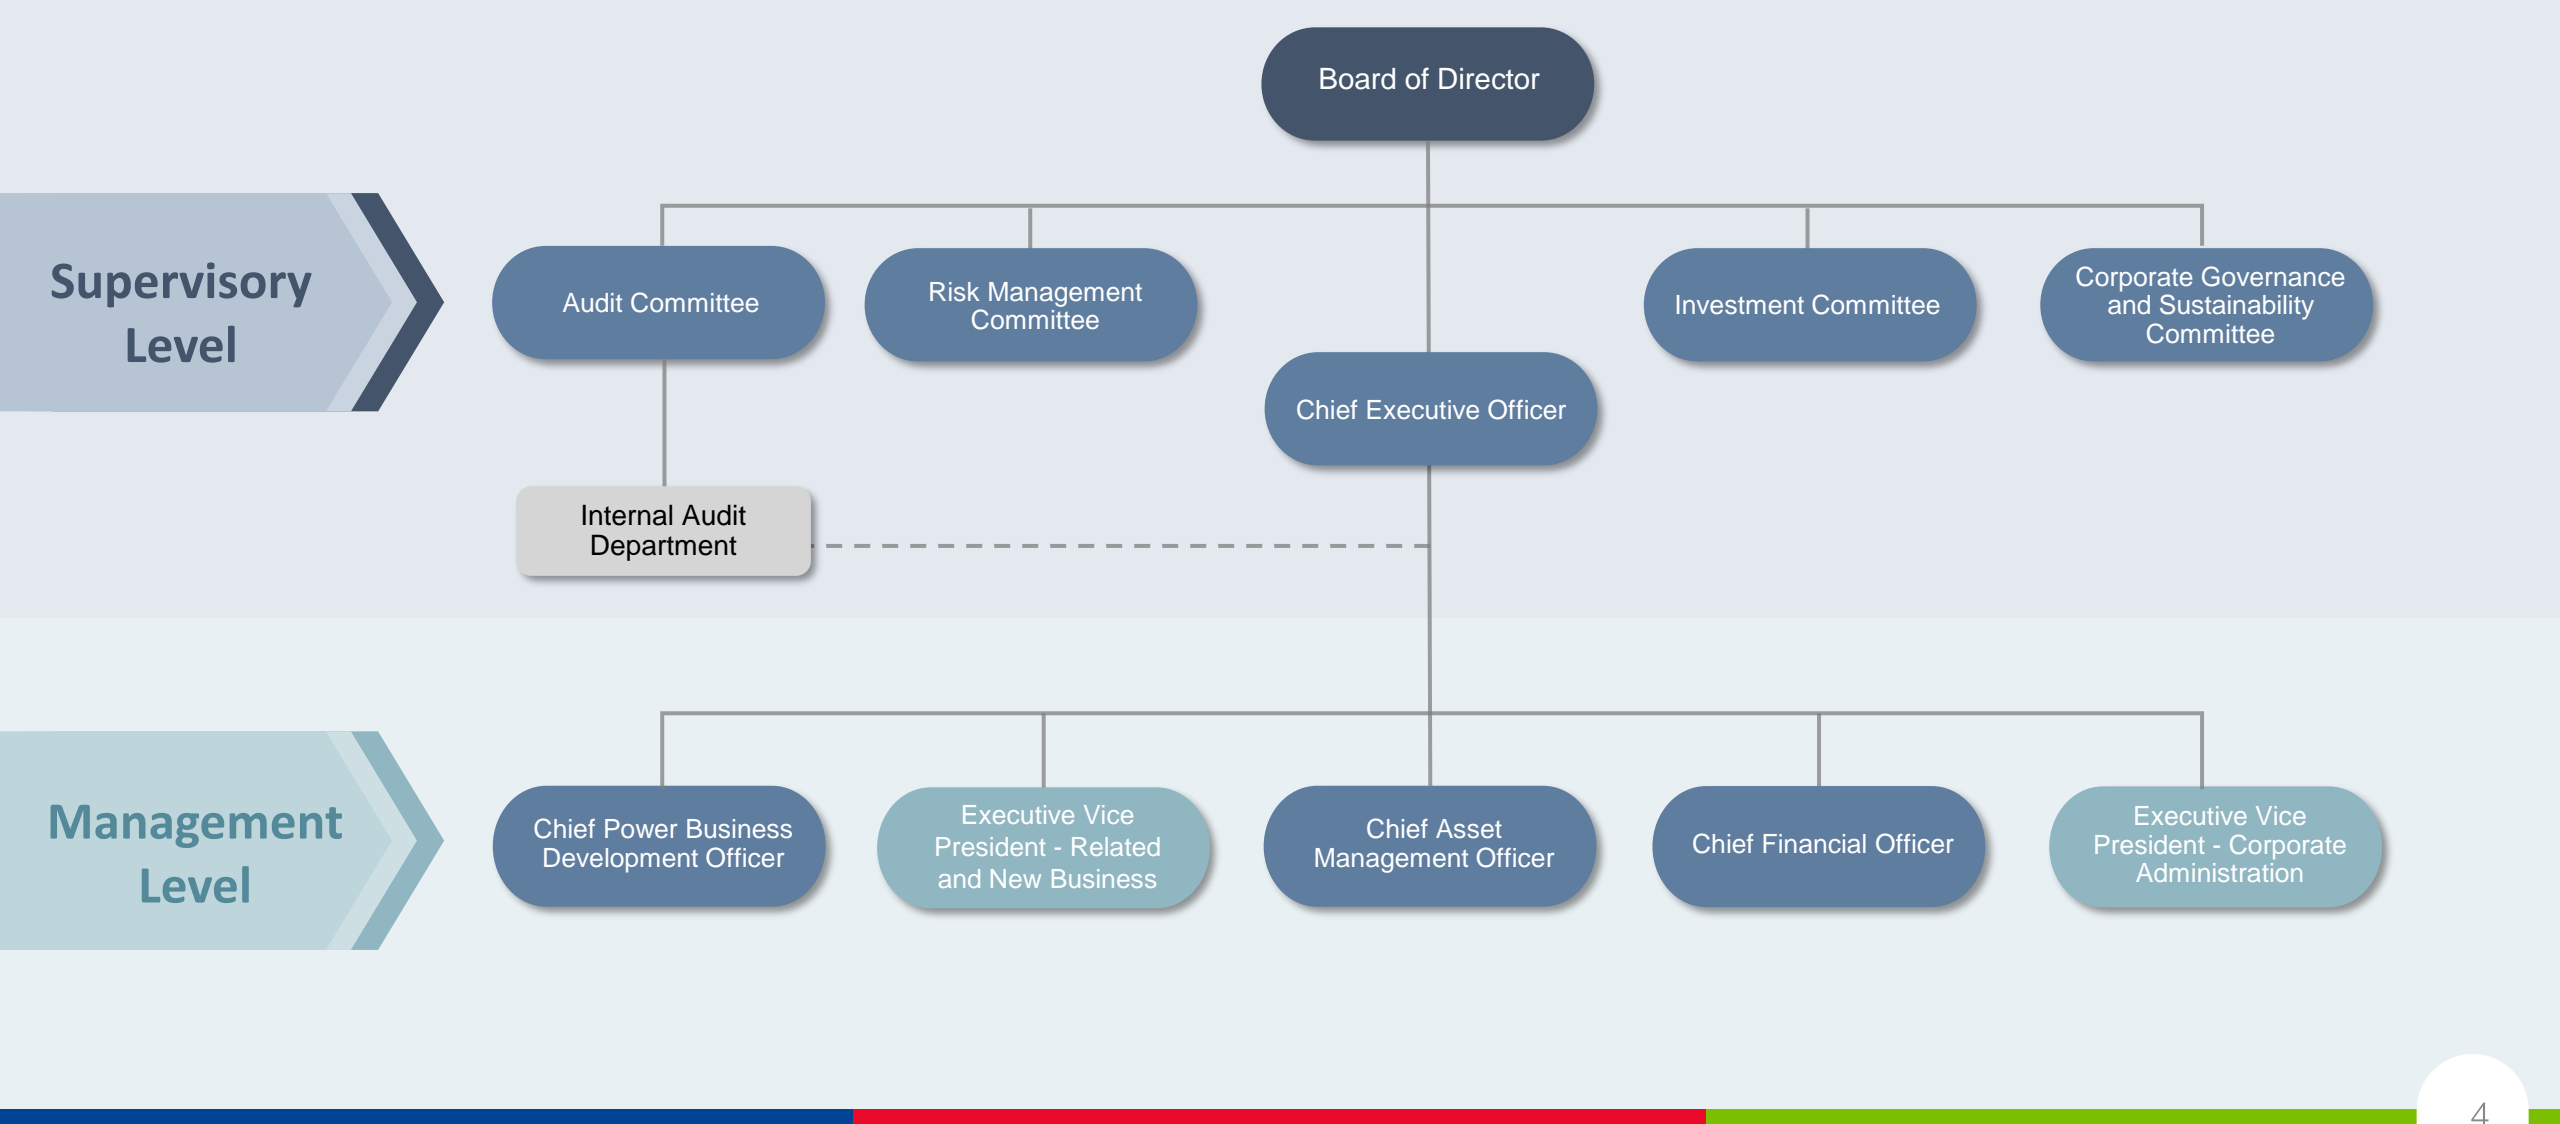 Board of Director
Supervisory
Level
Audit Committee
Risk Management
Committee
Investment Committee
Corporate Governance
and Sustainability
Committee
Chief Executive Officer
Internal Audit
Department
Management
Level
Chief Power Business
Development Officer
Executive Vice
President - Related
and New Business
Chief Asset
Management Officer
Chief Financial Officer
Executive Vice
President - Corporate
Administration
4